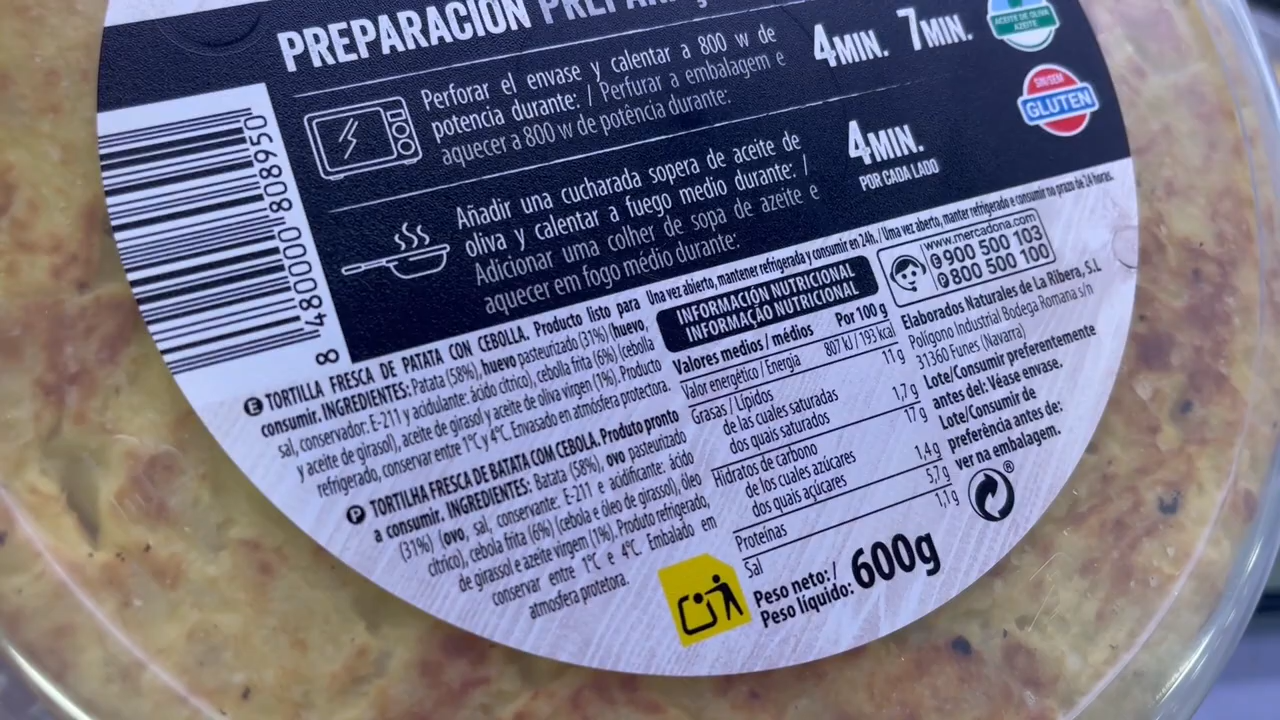 PREPARACIÓN
Perforar el envase y calentar a 800 w de
potencia durante: / Perfurar a embalagem e
aquecer a 800 w de potência durante:
4MIN. 7MIN.
ACEITE DE OLIVA
AZEITE
SIN/SEM
GLUTEN
Añadir una cucharada sopera de aceite de
oliva y calentar a fuego medio durante: /
Adicionar uma colher de sopa de azeite e
aquecer em fogo médio durante:
4MIN.
POR CADA LADO
8 480000 808950
E TORTILLA FRESCA DE PATATA CON CEBOLLA. Producto listo para
consumir. INGREDIENTES: Patata (58%), huevo pasteurizado (31%) (huevo,
sal, conservador: E-211 y acidulante: ácido cítrico), cebolla frita (6%) (cebolla
y aceite de girasol), aceite de girasol y aceite de oliva virgen (1%). Producto
refrigerado, conservar entre 1°C y 4°C. Envasado en atmósfera protectora.
P TORTILHA FRESCA DE BATATA COM CEBOLA. Produto pronto
a consumir. INGREDIENTES: Batata (58%), ovo pasteurizado
(31%) (ovo, sal, conservante: E-211 e acidificante: ácido
cítrico), cebola frita (6%) (cebola e óleo de girassol), óleo
de girassol e azeite virgem (1%). Produto refrigerado,
conservar entre 1°C e 4°C. Embalado em
atmosfera protetora.
Una vez abierto, mantener refrigerada y consumir en 24h. / Uma vez aberto, manter refrigerado e consumir no prazo de 24 horas.
INFORMACIÓN NUTRICIONAL
INFORMAÇÃO NUTRICIONAL
Valores medios / médios Por 100 g
Valor energético / Energia 807 kJ / 193 kcal
Grasas / Lípidos 11 g
de las cuales saturadas
dos quais saturados 1,7 g
Hidratos de carbono 17 g
de los cuales azúcares
dos quais açúcares 1,4 g
Proteínas 5,7 g
Sal 1,1 g
Peso neto: /
Peso líquido: 600g
www.mercadona.com
E 900 500 103
P 800 500 100
Elaborados Naturales de La Ribera, S.L
Polígono Industrial Bodega Romana s/n
31360 Funes (Navarra)
Lote/Consumir preferentemente
antes del: Véase envase.
Lote/Consumir de
preferência antes de:
ver na embalagem.
®